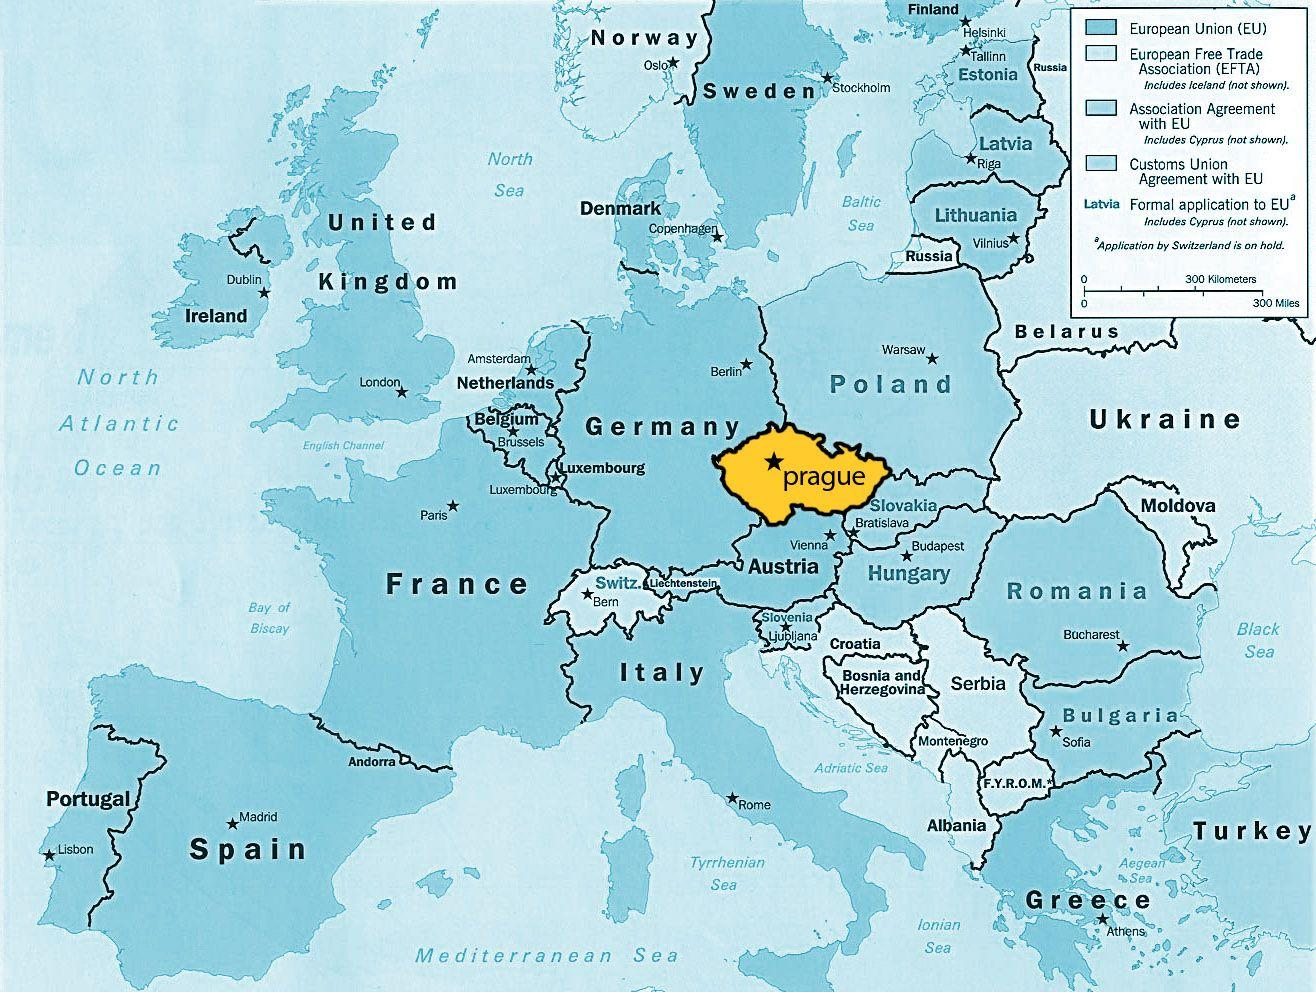 Finland
Helsinki
Norway
Oslo
Tallinn
Estonia
Russia
Sweden
Stockholm
Latvia
Riga
North
Sea
Denmark
Copenhagen
Baltic
Sea
Lithuania
Vilnius
Russia
United
Kingdom
Dublin
Ireland
Belarus
Amsterdam
Netherlands
London
Berlin
Warsaw
Poland
North
Atlantic
Ocean
English Channel
Belgium
Brussels
Germany
Ukraine
Luxembourg
Luxembourg
prague
Paris
Slovakia
Bratislava
Moldova
Vienna
Austria
Budapest
Hungary
France
Switz.
Bern
Liechtenstein
Romania
Bucharest
Bay of
Biscay
Slovenia
Ljubljana
Croatia
Black
Sea
Italy
Bosnia and
Herzegovina
Serbia
Bulgaria
Sofia
Montenegro
Andorra
Adriatic Sea
F.Y.R.O.M.*
Portugal
Lisbon
Madrid
Spain
Rome
Albania
Turkey
Tyrrhenian
Sea
Aegean
Sea
Greece
Athens
Ionian
Sea
Mediterranean Sea
European Union (EU)
European Free Trade
Association (EFTA)
Includes Iceland (not shown).
Association Agreement
with EU
Includes Cyprus (not shown).
Customs Union
Agreement with EU
Latvia Formal application to EUª
Includes Cyprus (not shown).
ªApplication by Switzerland is on hold.
0 300 Kilometers
0 300 Miles